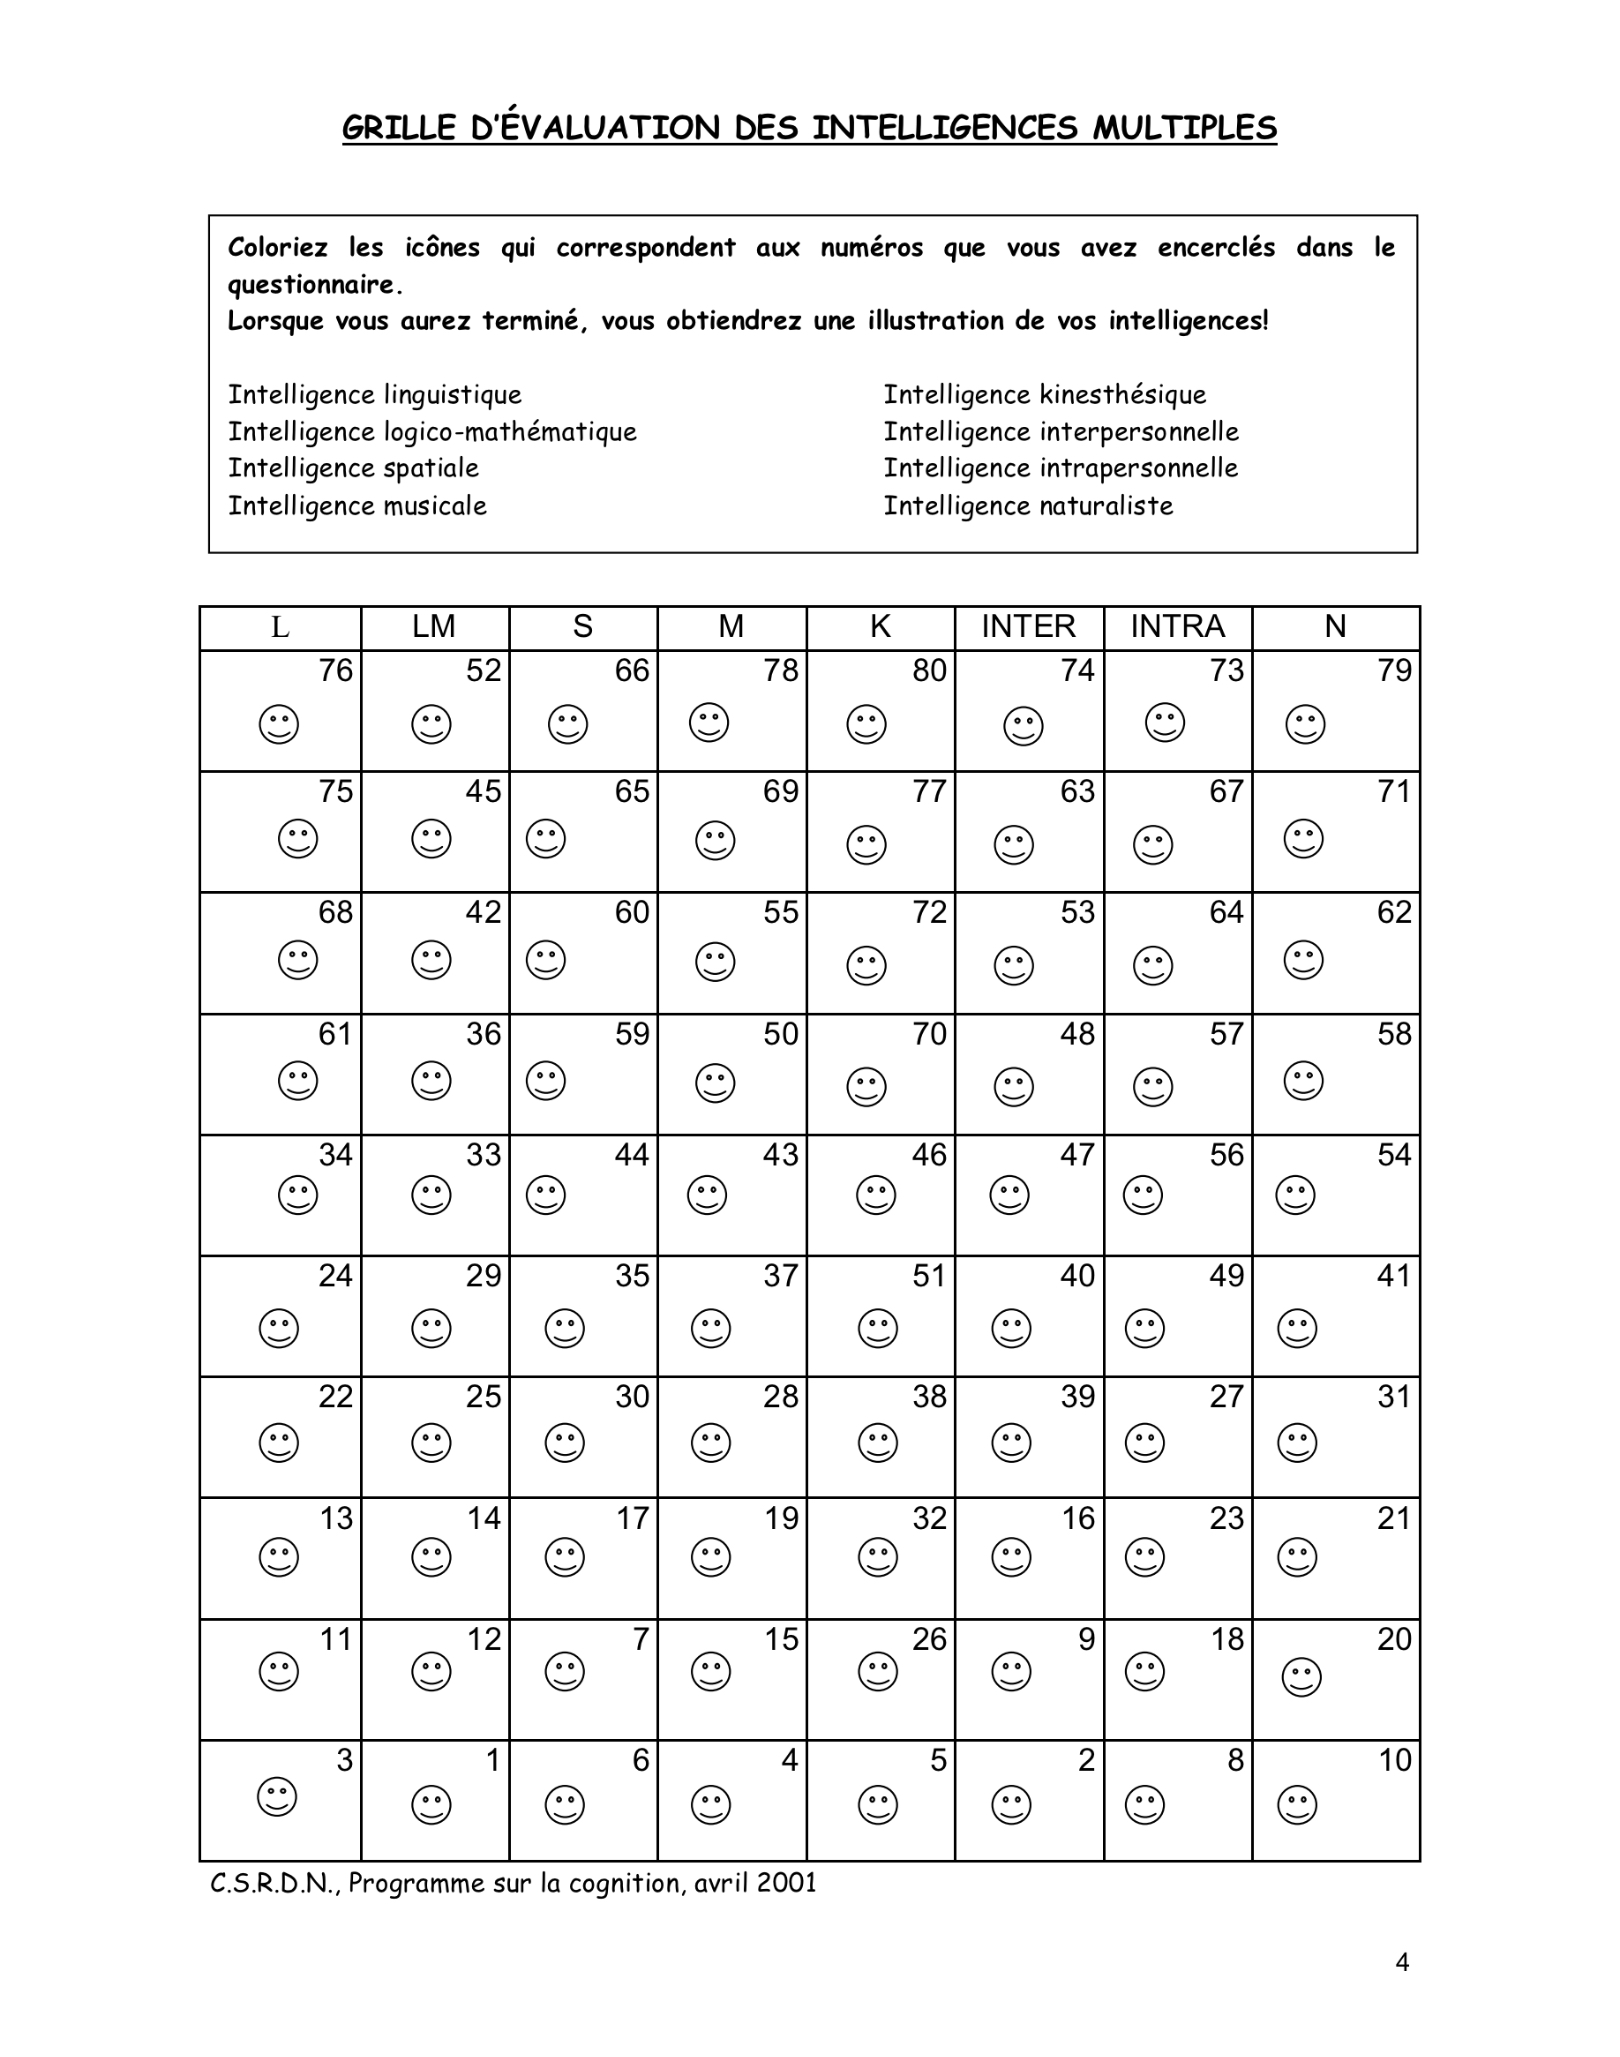 GRILLE D'ÉVALUATION DES INTELLIGENCES MULTIPLES
Coloriez les icônes qui correspondent aux numéros que vous avez encerclés dans le
questionnaire.
Lorsque vous aurez terminé, vous obtiendrez une illustration de vos intelligences!
Intelligence linguistique Intelligence kinesthésique
Intelligence logico-mathématique Intelligence interpersonnelle
Intelligence spatiale Intelligence intrapersonnelle
Intelligence musicale Intelligence naturaliste
L LM S M K INTER INTRA N
76 52 66 78 80 74 73 79
75 45 65 69 77 63 67 71
68 42 60 55 72 53 64 62
61 36 59 50 70 48 57 58
34 33 44 43 46 47 56 54
24 29 35 37 51 40 49 41
22 25 30 28 38 39 27 31
13 14 17 19 32 16 23 21
11 12 7 15 26 9 18 20
3 1 6 4 5 2 8 10
C.S.R.D.N., Programme sur la cognition, avril 2001
4